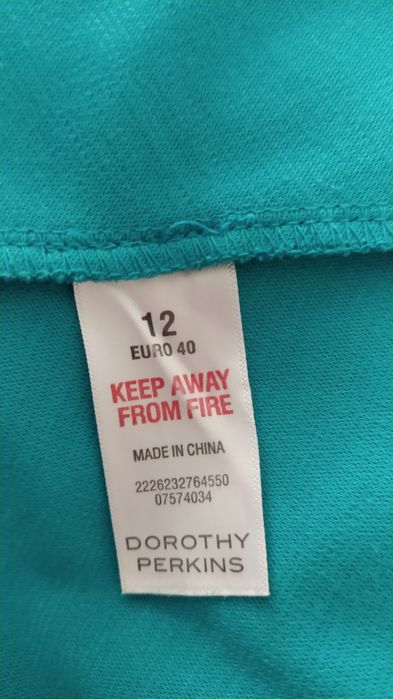 12
EURO 40
KEEP AWAY
FROM FIRE
MADE IN CHINA
2226232764550
07574034
DOROTHY
PERKINS